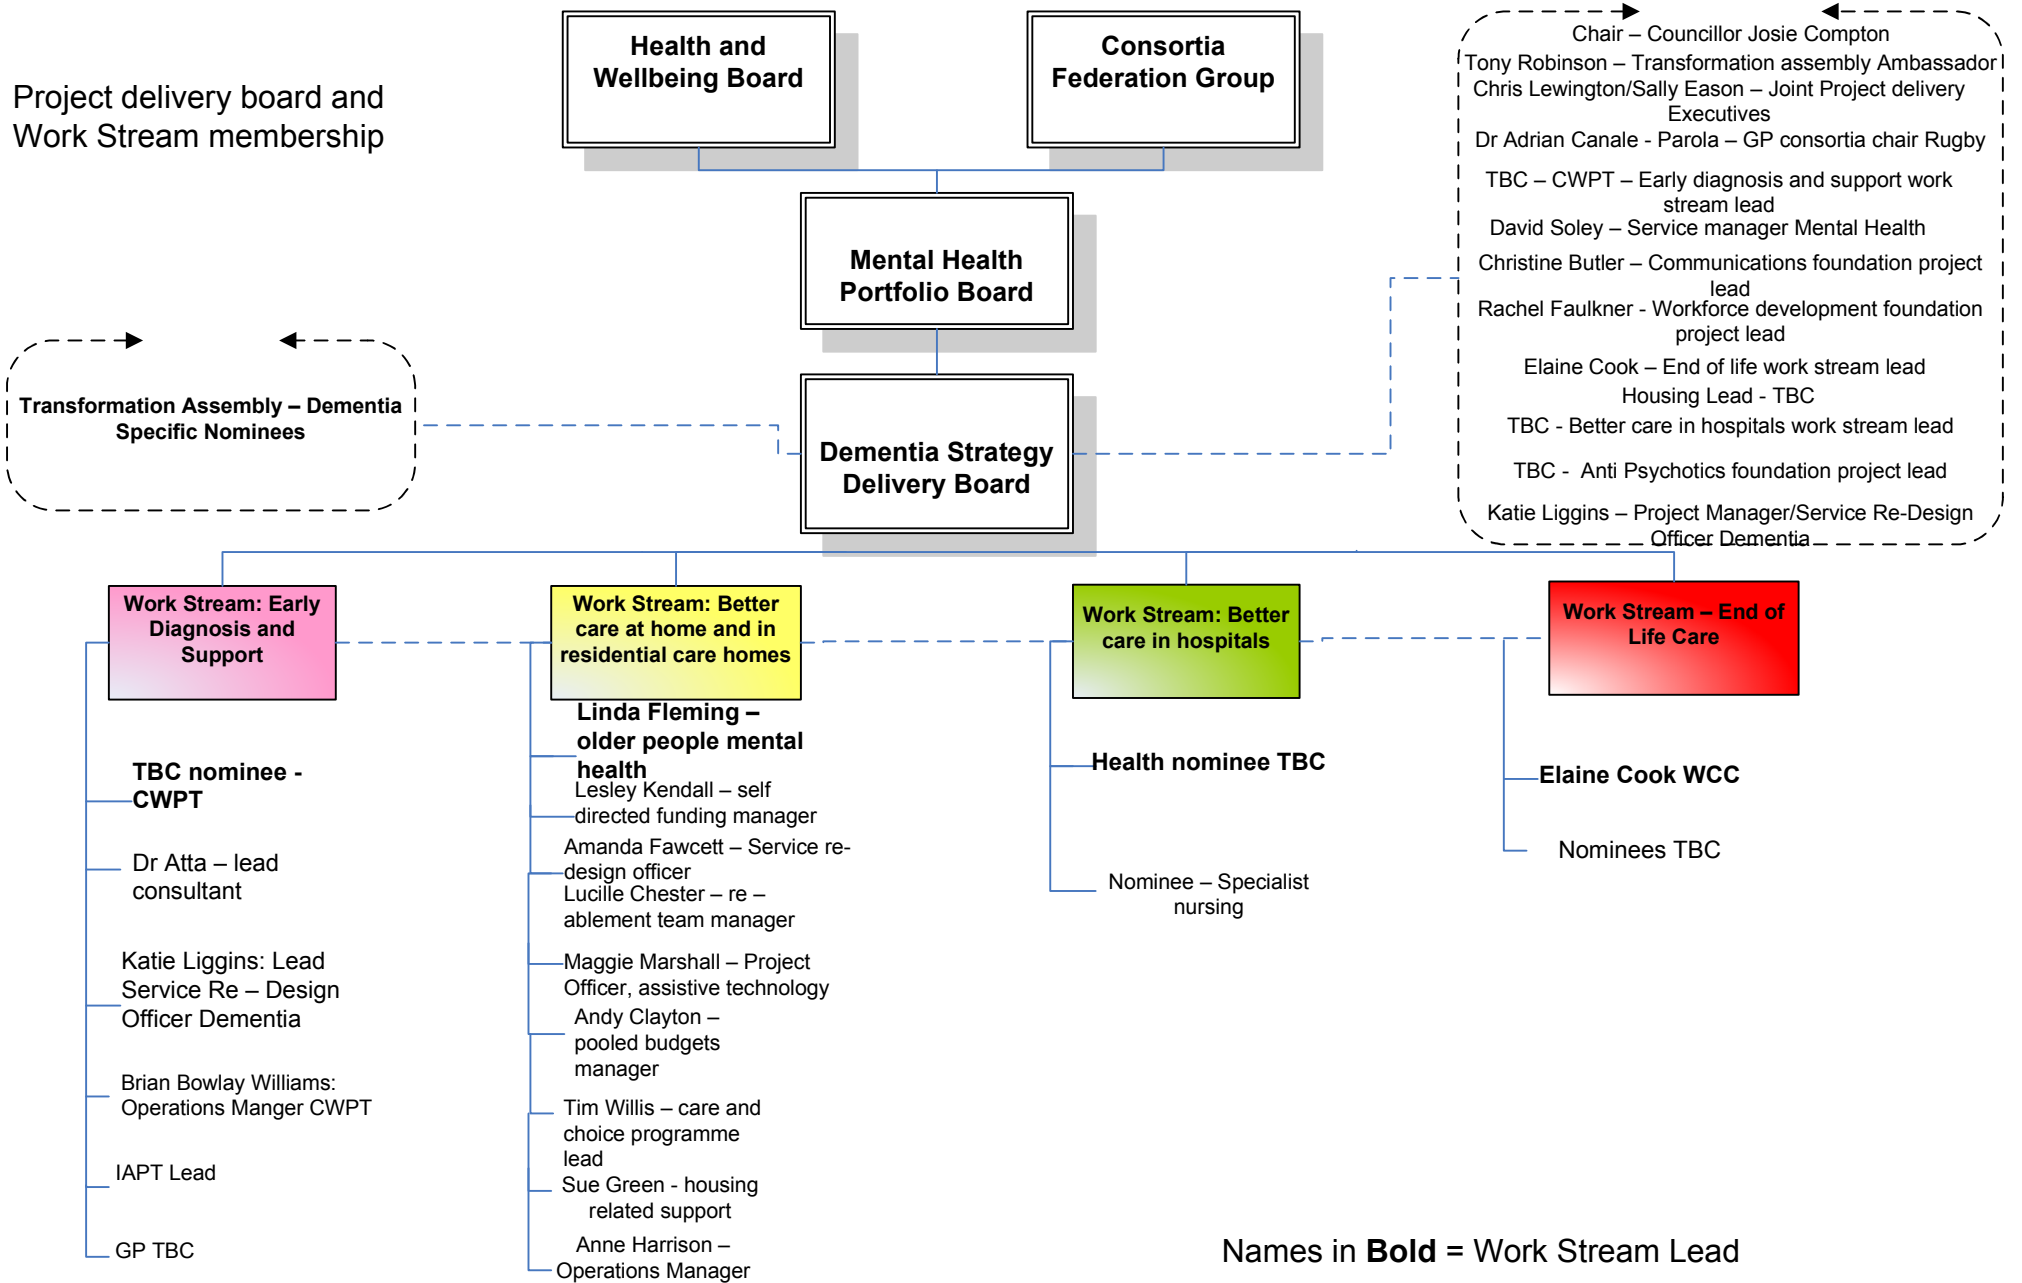 Project delivery board and
Work Stream membership
Health and
Wellbeing Board
Consortia
Federation Group
Mental Health
Portfolio Board
Dementia Strategy
Delivery Board
Transformation Assembly – Dementia
Specific Nominees
Chair – Councillor Josie Compton
Tony Robinson – Transformation assembly Ambassador
Chris Lewington/Sally Eason – Joint Project delivery
Executives
Dr Adrian Canale - Parola – GP consortia chair Rugby
TBC – CWPT – Early diagnosis and support work
stream lead
David Soley – Service manager Mental Health
Christine Butler – Communications foundation project
lead
Rachel Faulkner - Workforce development foundation
project lead
Elaine Cook – End of life work stream lead
Housing Lead - TBC
TBC - Better care in hospitals work stream lead
TBC - Anti Psychotics foundation project lead
Katie Liggins – Project Manager/Service Re-Design
Officer Dementia
Work Stream: Early
Diagnosis and
Support
TBC nominee -
CWPT
Dr Atta – lead
consultant
Katie Liggins: Lead
Service Re – Design
Officer Dementia
Brian Bowlay Williams:
Operations Manger CWPT
IAPT Lead
GP TBC
Work Stream: Better
care at home and in
residential care homes
Linda Fleming –
older people mental
health
Lesley Kendall – self
directed funding manager
Amanda Fawcett – Service re-
design officer
Lucille Chester – re –
ablement team manager
Maggie Marshall – Project
Officer, assistive technology
Andy Clayton –
pooled budgets
manager
Tim Willis – care and
choice programme
lead
Sue Green - housing
related support
Anne Harrison –
Operations Manager
Work Stream: Better
care in hospitals
Health nominee TBC
Nominee – Specialist
nursing
Work Stream – End of
Life Care
Elaine Cook WCC
Nominees TBC
Names in Bold = Work Stream Lead